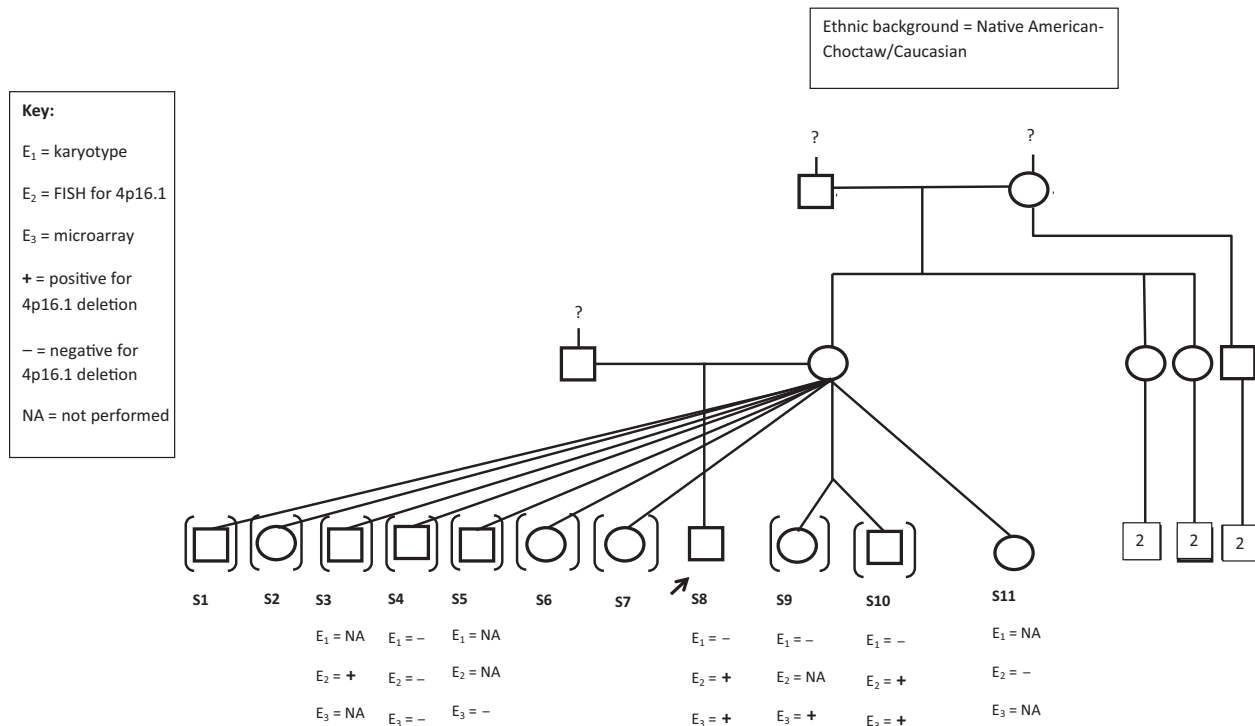 Ethnic background = Native American-
Choctaw/Caucasian
Key:
E₁ = karyotype
E₂ = FISH for 4p16.1
E₃ = microarray
+ = positive for
4p16.1 deletion
– = negative for
4p16.1 deletion
NA = not performed
? ?
?
2 2 2
S1 S2 S3 S4 S5 S6 S7 S8 S9 S10 S11
E₁ = NA E₁ = – E₁ = NA E₁ = – E₁ = – E₁ = – E₁ = NA
E₂ = + E₂ = – E₂ = NA E₂ = + E₂ = NA E₂ = + E₂ = –
E₃ = NA E₃ = – E₃ = – E₃ = + E₃ = + E₃ = + E₃ = NA